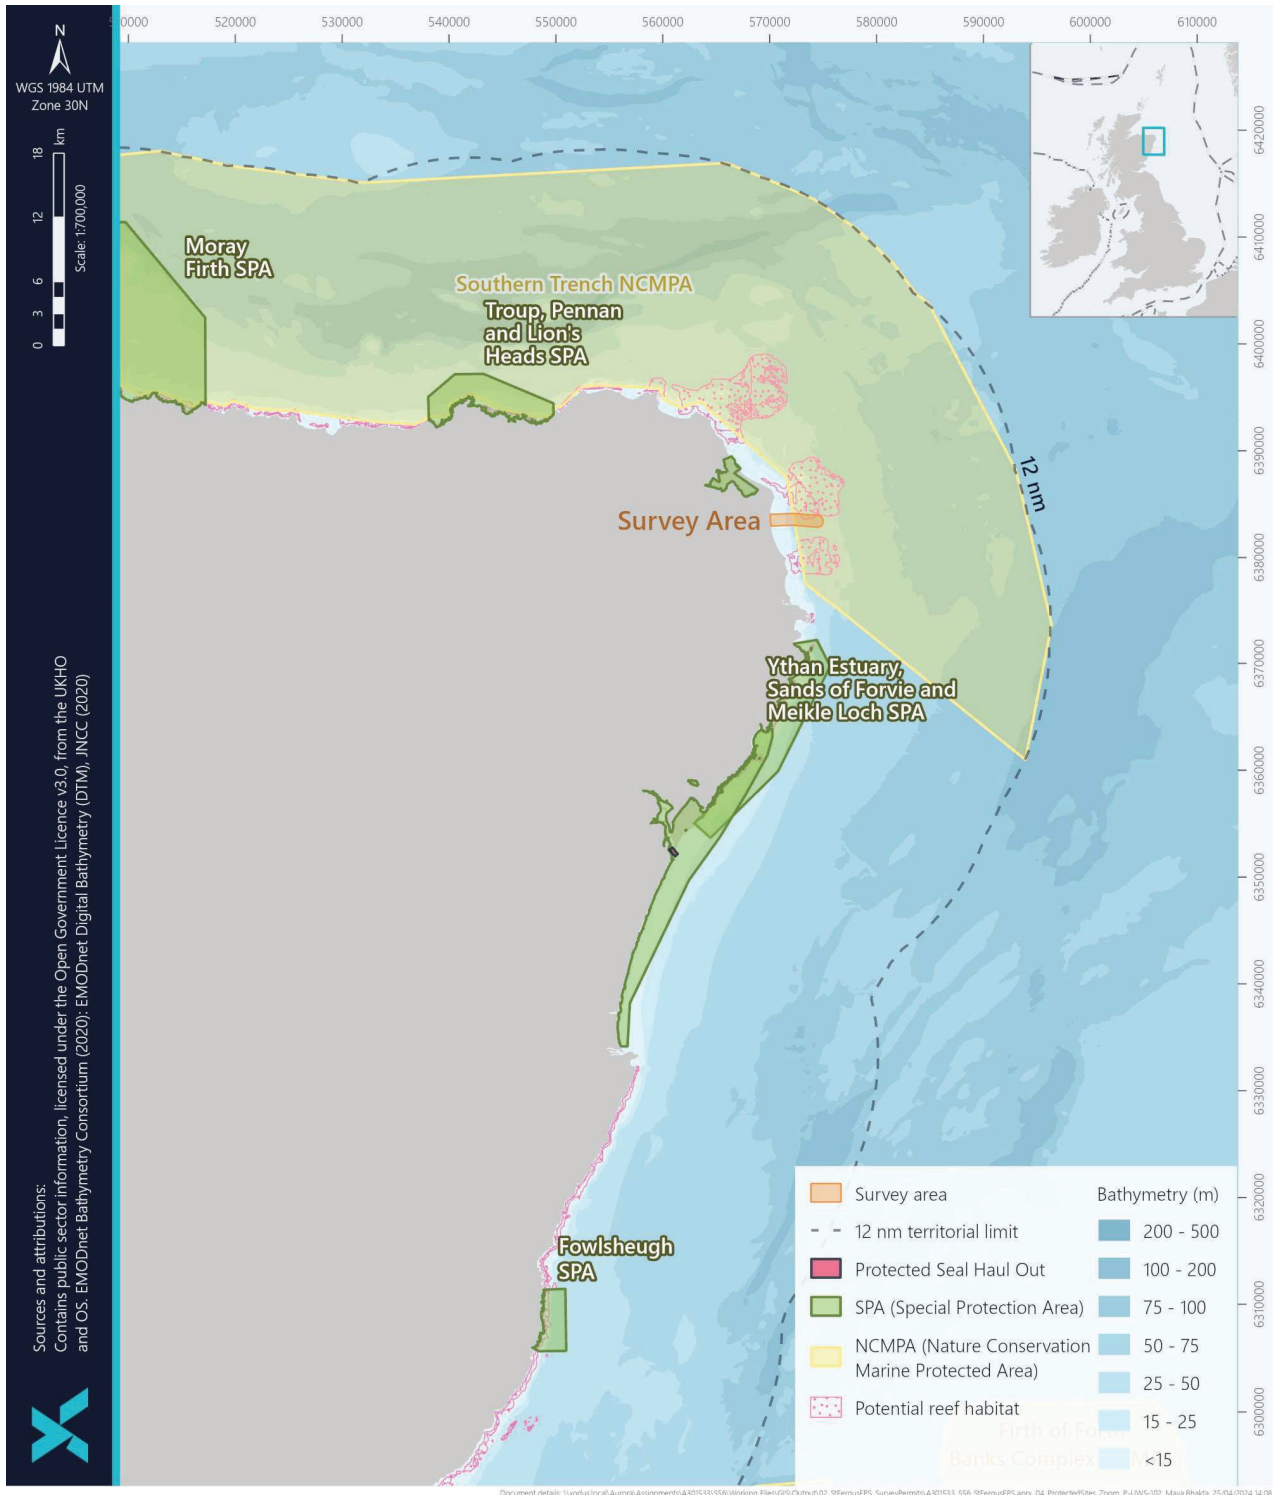 500000 520000 530000 540000 550000 560000 570000 580000 590000 600000 610000
N
WGS 1984 UTM
Zone 30N
0 3 6 12 18 km
Scale: 1:700,000
Sources and attributions:
Contains public sector information, licensed under the Open Government Licence v3.0, from the UKHO
and OS. EMODnet Bathymetry Consortium (2020): EMODnet Digital Bathymetry (DTM), JNCC (2020)
Moray
Firth SPA
Southern Trench NCMPA
Troup, Pennan
and Lion's
Heads SPA
12 nm
Survey Area
Ythan Estuary,
Sands of Forvie and
Meikle Loch SPA
Fowlsheugh
SPA
6420000
6410000
6400000
6390000
6380000
6370000
6360000
6350000
6340000
6330000
6320000
6310000
6300000
Survey area
12 nm territorial limit
Protected Seal Haul Out
SPA (Special Protection Area)
NCMPA (Nature Conservation
Marine Protected Area)
Potential reef habitat
Bathymetry (m)
200 - 500
100 - 200
75 - 100
50 - 75
25 - 50
15 - 25
<15
Firth of
Banks Complex